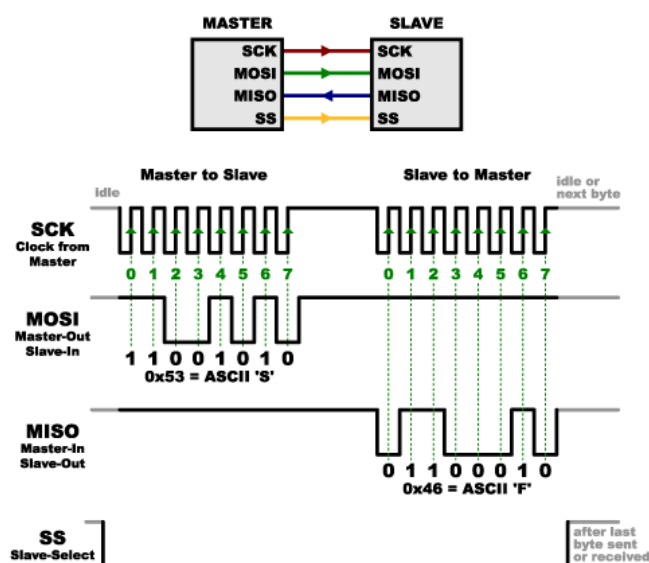 MASTER SLAVE
SCK SCK
MOSI MOSI
MISO MISO
SS SS
Master to Slave Slave to Master
idle idle or
next byte
SCK
Clock from
Master
0 1 2 3 4 5 6 7 0 1 2 3 4 5 6 7
MOSI
Master-Out
Slave-In
1 1 0 0 1 0 1 0
0x53 = ASCII 'S'
MISO
Master-In
Slave-Out
0 1 1 0 0 0 1 0
0x46 = ASCII 'F'
SS
Slave-Select
after last
byte sent
or received